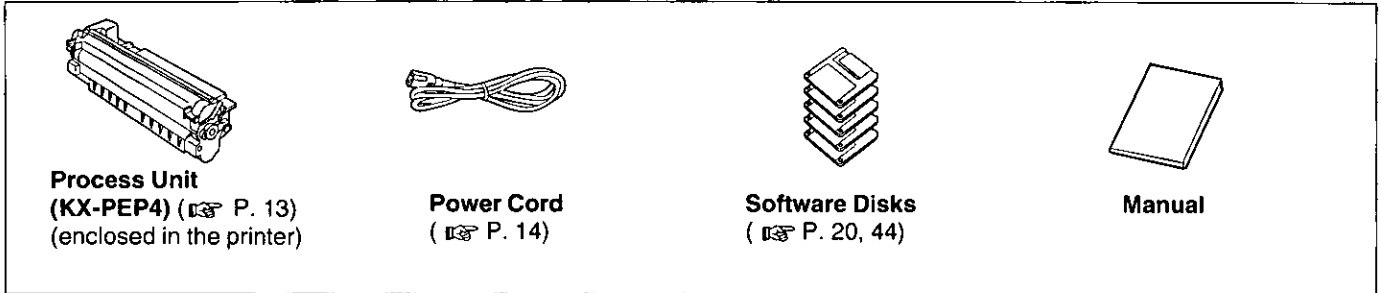 Process Unit
(KX-PEP4) (☞ P. 13)
(enclosed in the printer)
Power Cord
(☞ P. 14)
Software Disks
(☞ P. 20, 44)
Manual